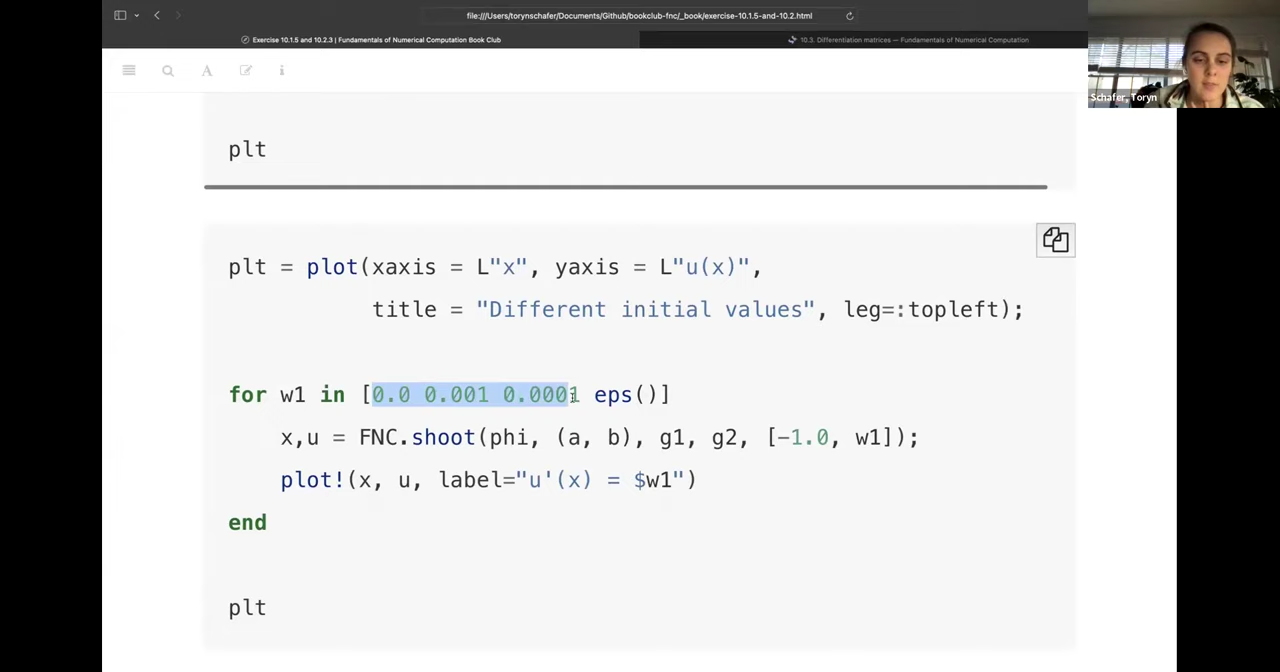 file:///Users/torynschafer/Documents/Github/bookclub-fnc/_book/exercise-10.1.5-and-10.2.html
Exercise 10.1.5 and 10.2.3 | Fundamentals of Numerical Computation Book Club
10.3. Differentiation matrices — Fundamentals of Numerical Computation
Schafer, Toryn
plt
plt = plot(xaxis = L"x", yaxis = L"u(x)",
title = "Different initial values", leg=:topleft);
for w1 in [0.0 0.001 0.0001 eps()]
x,u = FNC.shoot(phi, (a, b), g1, g2, [-1.0, w1]);
plot!(x, u, label="u'(x) = $w1")
end
plt